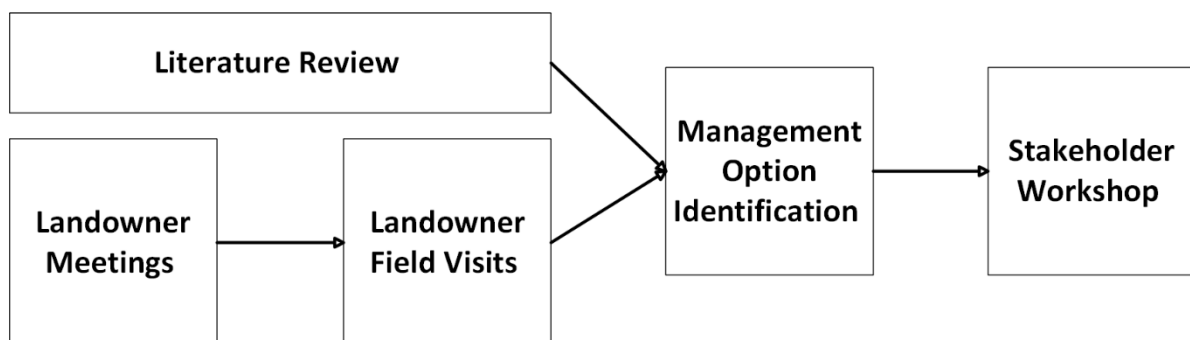 Literature Review
Landowner
Meetings
Landowner
Field Visits
Management
Option
Identification
Stakeholder
Workshop